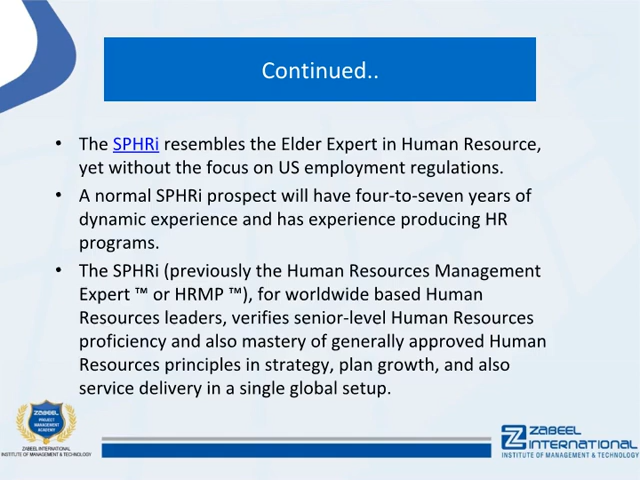 Continued..
• The SPHRi resembles the Elder Expert in Human Resource,
yet without the focus on US employment regulations.
• A normal SPHRi prospect will have four-to-seven years of
dynamic experience and has experience producing HR
programs.
• The SPHRi (previously the Human Resources Management
Expert ™ or HRMP ™), for worldwide based Human
Resources leaders, verifies senior-level Human Resources
proficiency and also mastery of generally approved Human
Resources principles in strategy, plan growth, and also
service delivery in a single global setup.
ZABEEL
PROJECT
MANAGEMENT
ACADEMY
ZABEEL INTERNATIONAL
INSTITUTE OF MANAGEMENT & TECHNOLOGY
ZABEEL
INTERNATIONAL
INSTITUTE OF MANAGEMENT & TECHNOLOGY